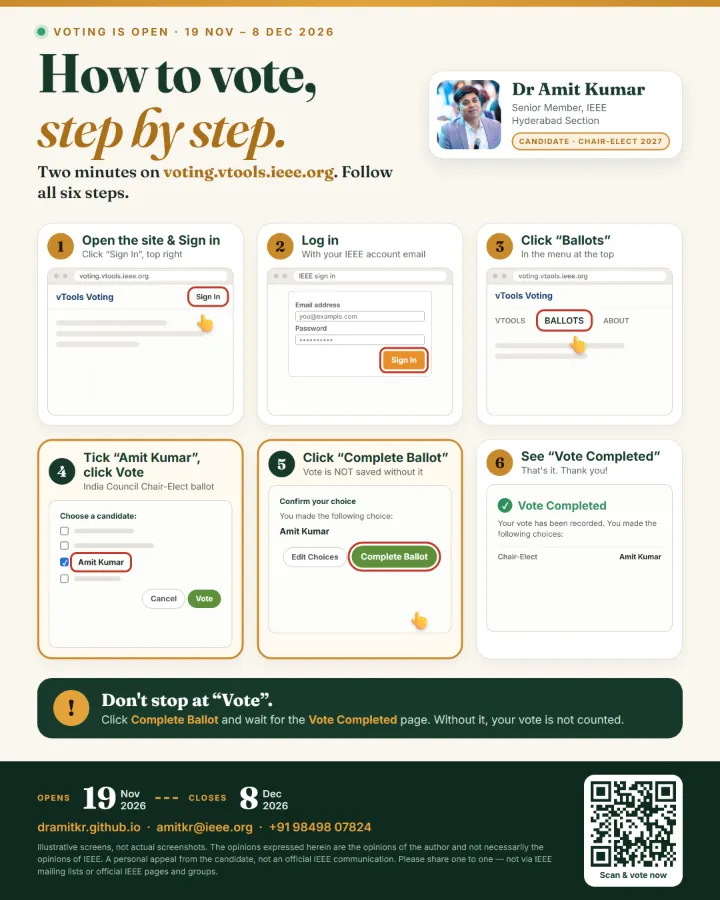 VOTING IS OPEN · 19 NOV – 8 DEC 2026
How to vote,
step by step.
Two minutes on voting.vtools.ieee.org. Follow
all six steps.
Dr Amit Kumar
Senior Member, IEEE
Hyderabad Section
CANDIDATE · CHAIR-ELECT 2027
1
Open the site & Sign in
Click “Sign In”, top right
voting.vtools.ieee.org
vTools Voting
Sign In
2
Log in
With your IEEE account email
IEEE sign in
Email address
you@example.com
Password
Sign In
3
Click “Ballots”
In the menu at the top
voting.vtools.ieee.org
vTools Voting
VTOOLS BALLOTS ABOUT
4
Tick “Amit Kumar”,
click Vote
India Council Chair-Elect ballot
Choose a candidate:
Amit Kumar
Cancel Vote
5
Click “Complete Ballot”
Vote is NOT saved without it
Confirm your choice
You made the following choice:
Amit Kumar
Edit Choices Complete Ballot
6
See “Vote Completed”
That's it. Thank you!
Vote Completed
Your vote has been recorded. You made the
following choices:
Chair-Elect Amit Kumar
!
Don't stop at “Vote”.
Click Complete Ballot and wait for the Vote Completed page. Without it, your vote is not counted.
OPENS 19 Nov 2026 --- CLOSES 8 Dec 2026
dramitkr.github.io · amitkr@ieee.org · +91 98498 07824
Illustrative screens, not actual screenshots. The opinions expressed herein are the opinions of the author and not necessarily the
opinions of IEEE. A personal appeal from the candidate, not an official IEEE communication. Please share one to one — not via IEEE
mailing lists or official IEEE pages and groups.
Scan & vote now